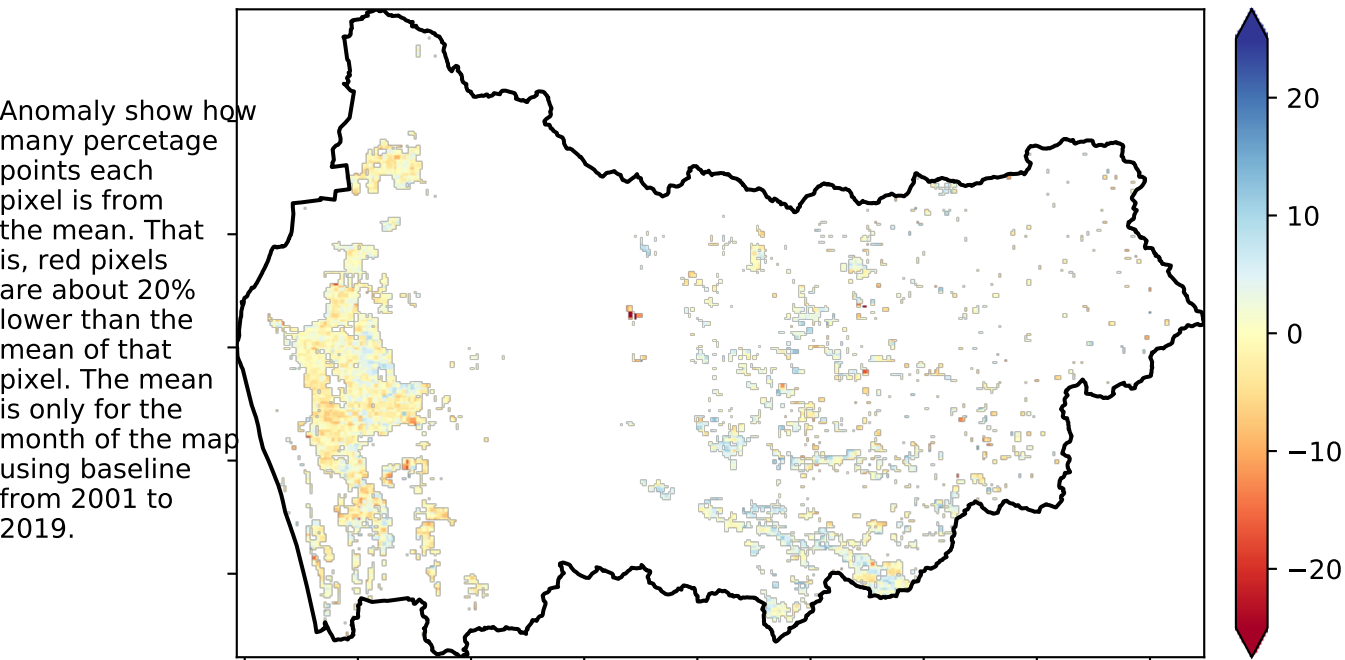 Anomaly show how
many percetage
points each
pixel is from
the mean. That
is, red pixels
are about 20%
lower than the
mean of that
pixel. The mean
is only for the
month of the map
using baseline
from 2001 to
2019.
20
10
0
−10
−20